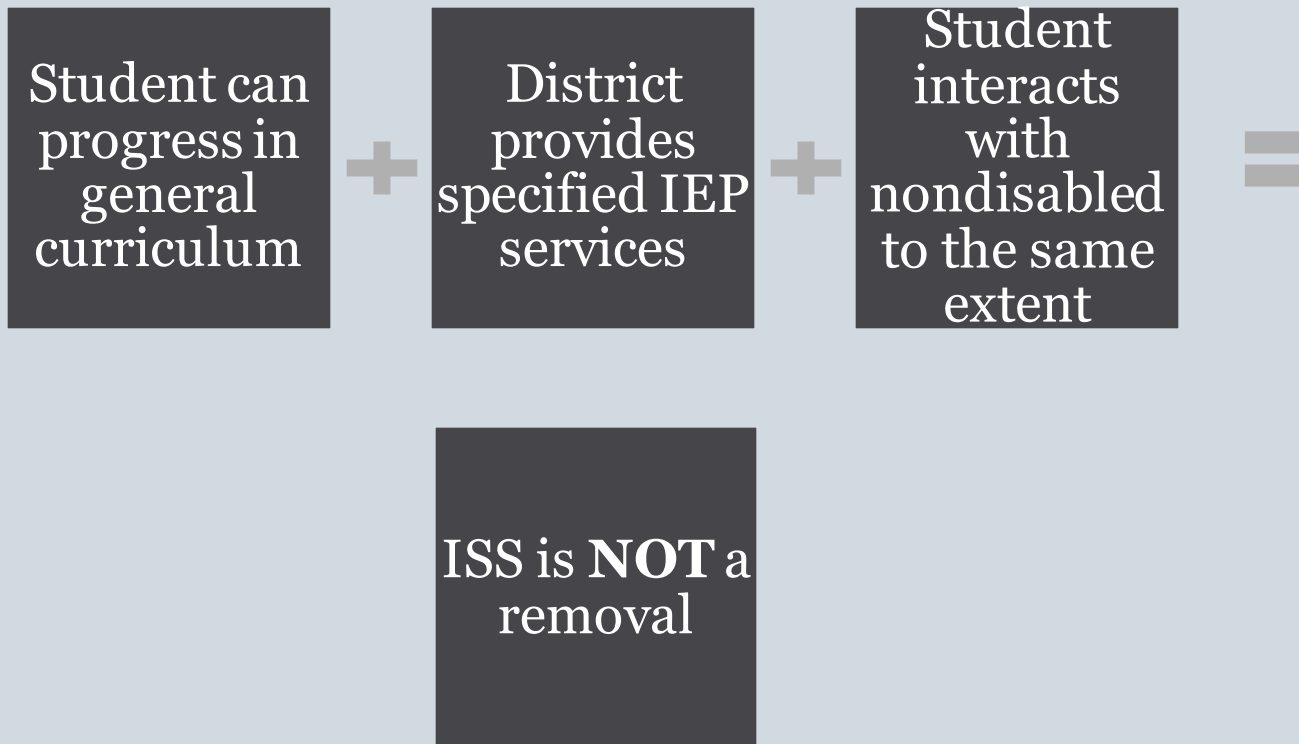 Student can
progress in
general
curriculum
+
District
provides
specified IEP
services
+
Student
interacts
with
nondisabled
to the same
extent
=
ISS is NOT a
removal